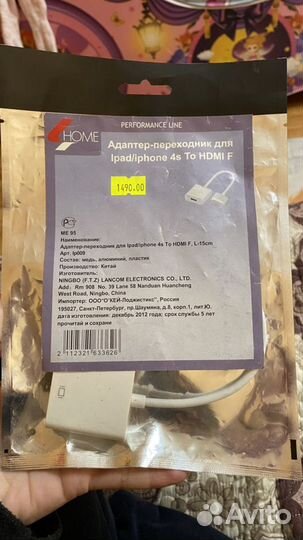 PERFORMANCE LINE
4HOME
Адаптер-переходник для
Ipad/iphone 4s To HDMI F
1490.00
ME 95
Наименование:
Адаптер-переходник для Ipad/iphone 4s To HDMI F, L-15cm
Арт. Ip009
Состав: медь, алюминий, пластик
Производство: Китай
Изготовитель:
NINGBO (F.T.Z) LANCOM ELECTRONICS CO., LTD.
Add.: Rm 908 No. 39 Lane 58 Nanduan Huancheng
West Road, Ningbo, China
Импортер: ООО"О'КЕЙ-Лоджистикс", Россия
195027, Санкт-Петербург, пр.Шаумяна, д.8, корп.1, лит.Ю,
дата изготовления: декабрь 2012 года; срок службы 5 лет
прочитай и сохрани
2 112321 633626
Avito